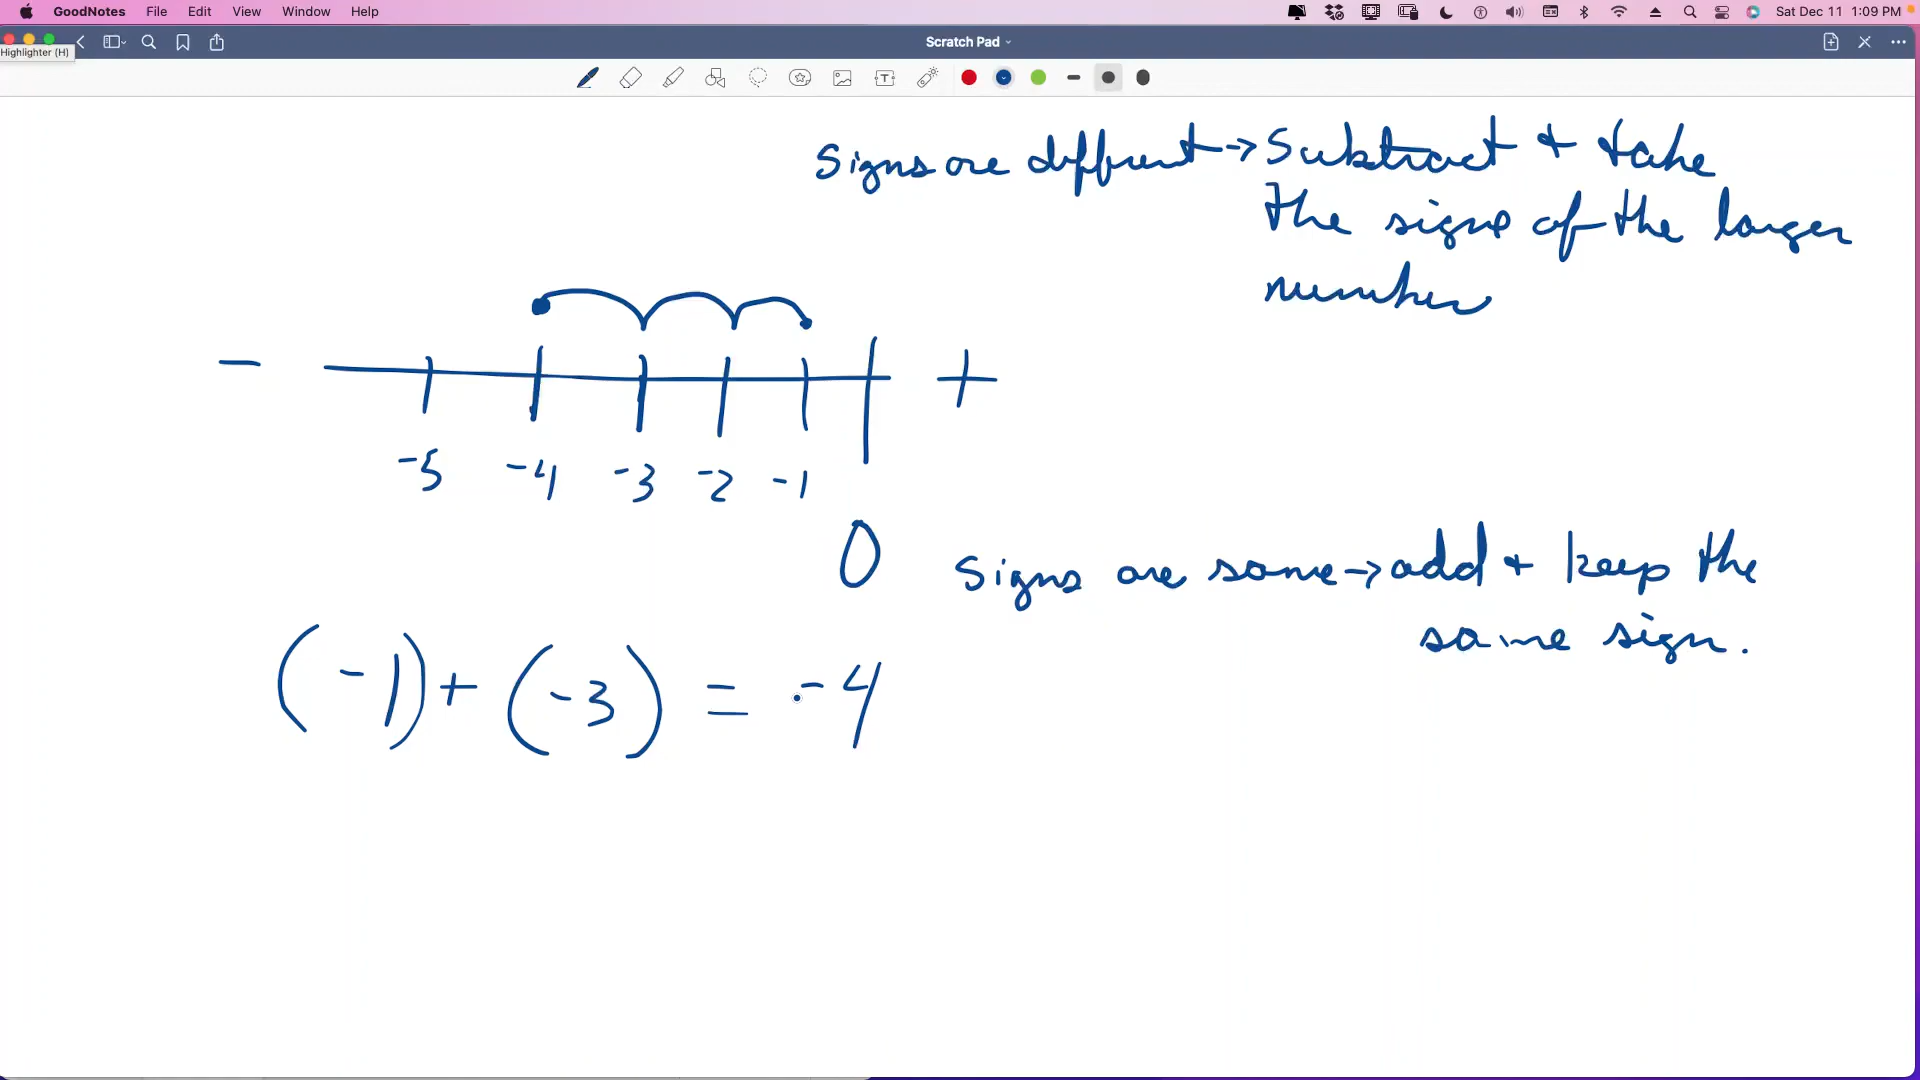 GoodNotes File Edit View Window Help Sat Dec 11 1:09 PM
Highlighter (H)
Scratch Pad
T
Signs are different → Subtract + take
the signs of the larger
number
- +
-5 -4 -3 -2 -1
0
Signs are same → add + keep the
same sign.
(-1) + (-3) = -4